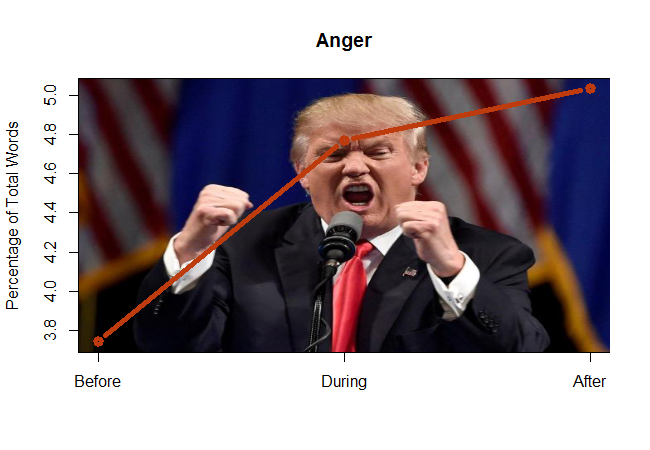 Anger
Percentage of Total Words
5.0
4.8
4.6
4.4
4.2
4.0
3.8
Before During After